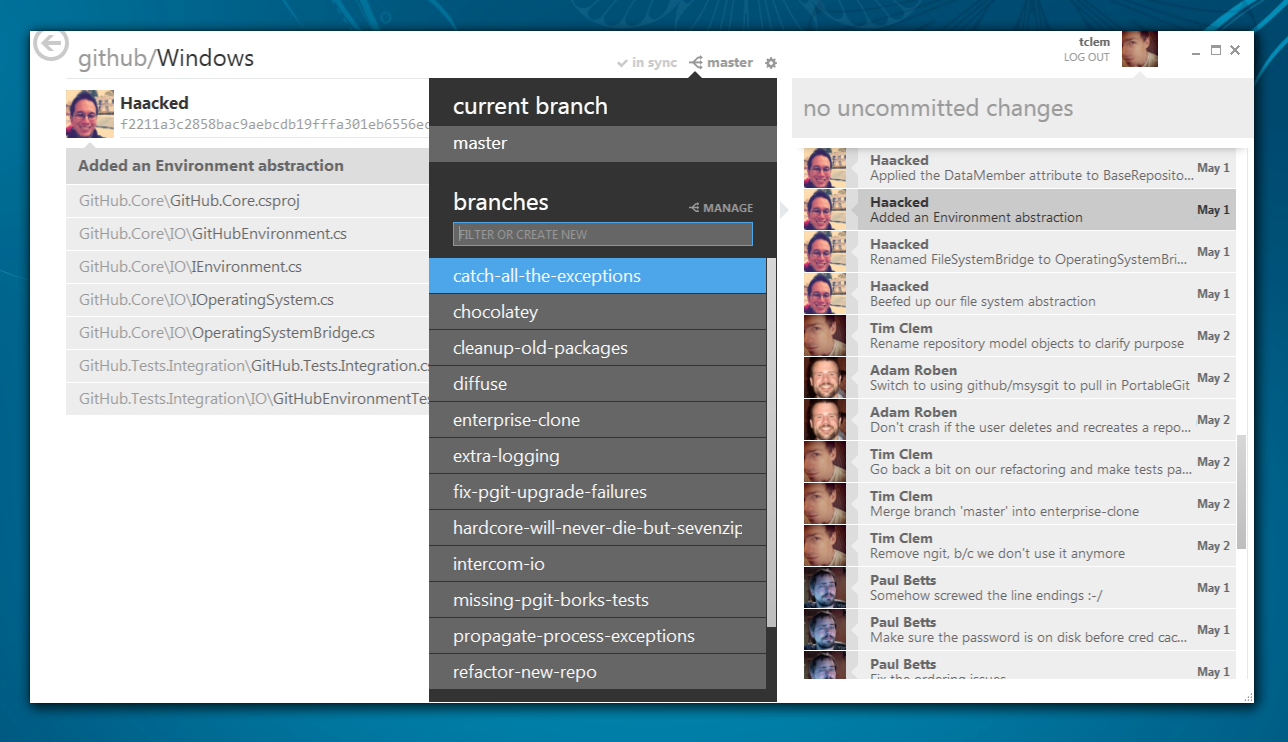 github/Windows
in sync
master
tclem
LOG OUT
Haacked
f2211a3c2858bac9aebcdb19fffa301eb6556ec
Added an Environment abstraction
GitHub.Core\GitHub.Core.csproj
GitHub.Core\IO\GitHubEnvironment.cs
GitHub.Core\IO\IEnvironment.cs
GitHub.Core\IO\IOperatingSystem.cs
GitHub.Core\IO\OperatingSystemBridge.cs
GitHub.Tests.Integration\GitHub.Tests.Integration.cs
GitHub.Tests.Integration\IO\GitHubEnvironmentTes
current branch
master
branches
MANAGE
FILTER OR CREATE NEW
catch-all-the-exceptions
chocolatey
cleanup-old-packages
diffuse
enterprise-clone
extra-logging
fix-pgit-upgrade-failures
hardcore-will-never-die-but-sevenzip
intercom-io
missing-pgit-borks-tests
propagate-process-exceptions
refactor-new-repo
no uncommitted changes
Haacked
Applied the DataMember attribute to BaseReposito...
May 1
Haacked
Added an Environment abstraction
May 1
Haacked
Renamed FileSystemBridge to OperatingSystemBri...
May 1
Haacked
Beefed up our file system abstraction
May 1
Tim Clem
Rename repository model objects to clarify purpose
May 2
Adam Roben
Switch to using github/msysgit to pull in PortableGit
May 2
Adam Roben
Don't crash if the user deletes and recreates a repo...
May 2
Tim Clem
Go back a bit on our refactoring and make tests pa...
May 2
Tim Clem
Merge branch 'master' into enterprise-clone
May 2
Tim Clem
Remove ngit, b/c we don't use it anymore
May 2
Paul Betts
Somehow screwed the line endings :-/
May 1
Paul Betts
Make sure the password is on disk before cred cac...
May 1
Paul Betts
Fix the ordering issues
May 1